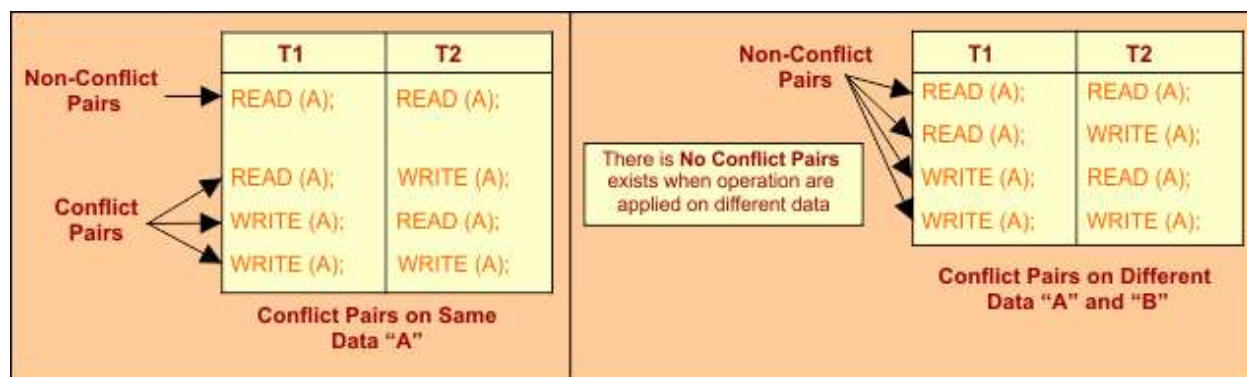 T1 T2
Non-Conflict
Pairs
READ (A); READ (A);
READ (A); WRITE (A);
Conflict
Pairs
WRITE (A); READ (A);
WRITE (A); WRITE (A);
Conflict Pairs on Same
Data “A”
Non-Conflict
Pairs
T1 T2
READ (A); READ (A);
READ (A); WRITE (A);
There is No Conflict Pairs
exists when operation are
applied on different data
WRITE (A); READ (A);
WRITE (A); WRITE (A);
Conflict Pairs on Different
Data “A” and “B”